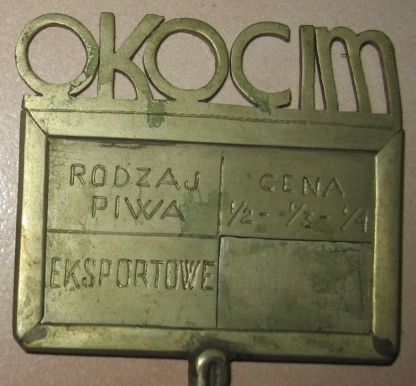 OKOCIM
RODZAJ PIWA
CENA 1/2 - 1/3 - 1/4
EKSPORTOWE